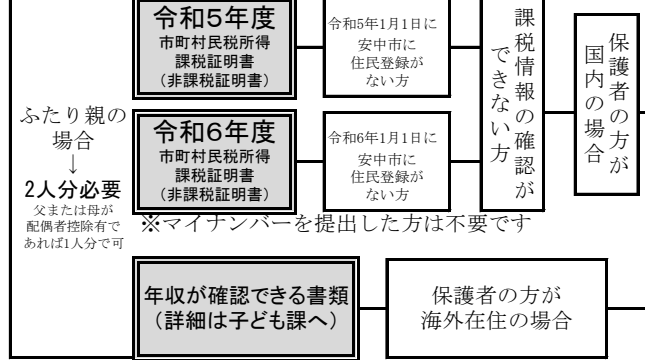 ふたり親の
場合
↓
2人分必要
父または母が
配偶者控除有で
あれば1人分で可
令和5年度
市町村民税所得
課税証明書
(非課税証明書)
令和5年1月1日に
安中市に
住民登録が
ない方
令和6年度
市町村民税所得
課税証明書
(非課税証明書)
令和6年1月1日に
安中市に
住民登録が
ない方
課税情報の確認が
できない方
保護者の方が
国内の場合
※マイナンバーを提出した方は不要です
年収が確認できる書類
(詳細は子ども課へ)
保護者の方が
海外在住の場合